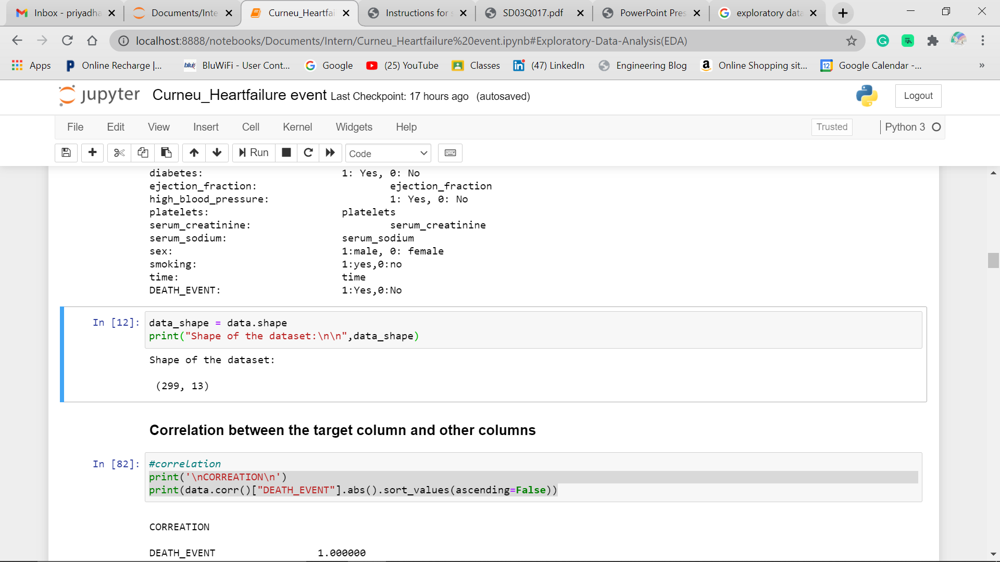 Inbox - priyadha
Documents/Inte
Curneu_Heartfai
Instructions for s
SD03Q017.pdf
PowerPoint Pres
exploratory data
localhost:8888/notebooks/Documents/Intern/Curneu_Heartfailure%20event.ipynb#Exploratory-Data-Analysis(EDA)
Apps
Online Recharge |...
blu
BluWiFi - User Cont...
Google
(25) YouTube
Classes
(47) LinkedIn
Engineering Blog
Online Shopping sit...
12
Google Calendar -...
»
jupyter Curneu_Heartfailure event Last Checkpoint: 17 hours ago (autosaved)
Logout
File Edit View Insert Cell Kernel Widgets Help
Trusted
Python 3
Run
Code
diabetes: 1: Yes, 0: No
ejection_fraction: ejection_fraction
high_blood_pressure: 1: Yes, 0: No
platelets: platelets
serum_creatinine: serum_creatinine
serum_sodium: serum_sodium
sex: 1:male, 0: female
smoking: 1:yes,0:no
time: time
DEATH_EVENT: 1:Yes,0:No
In [12]: data_shape = data.shape
print("Shape of the dataset:\n\n",data_shape)
Shape of the dataset:
(299, 13)
Correlation between the target column and other columns
In [82]: #correlation
print('\nCORREATION\n')
print(data.corr()["DEATH_EVENT"].abs().sort_values(ascending=False))
CORREATION
DEATH_EVENT 1.000000